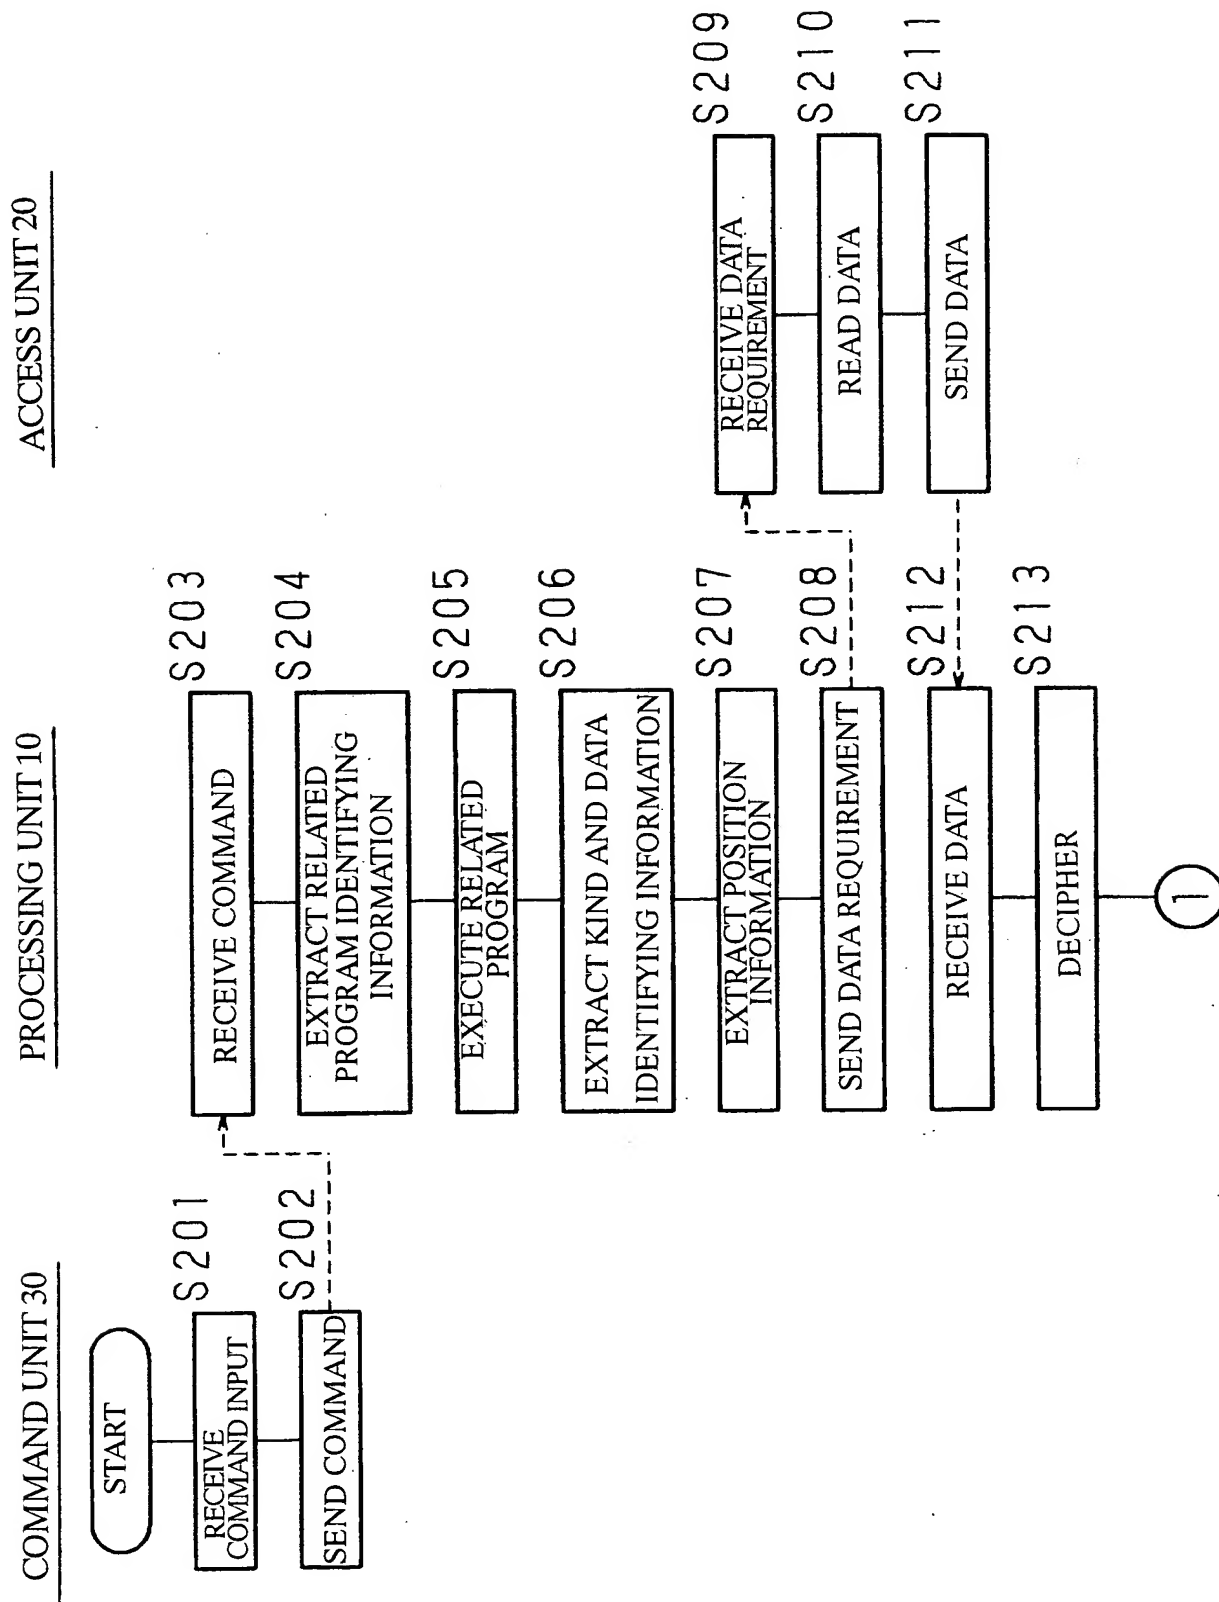 COMMAND UNIT 30
START
S201
RECEIVE
COMMAND INPUT
S202
SEND COMMAND
PROCESSING UNIT 10
S203
RECEIVE COMMAND
S204
EXTRACT RELATED
PROGRAM IDENTIFYING
INFORMATION
S205
EXECUTE RELATED
PROGRAM
S206
EXTRACT KIND AND DATA
IDENTIFYING INFORMATION
S207
EXTRACT POSITION
INFORMATION
S208
SEND DATA REQUIREMENT
S212
RECEIVE DATA
S213
DECIPHER
1
ACCESS UNIT 20
S209
RECEIVE DATA
REQUIREMENT
S210
READ DATA
S211
SEND DATA